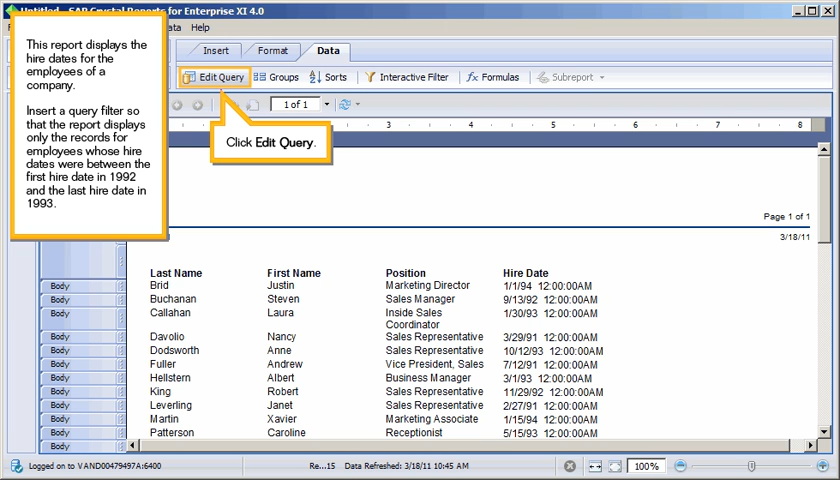 Untitled - SAP Crystal Reports for Enterprise XI 4.0
Data Help
This report displays the
hire dates for the
employees of a
company.
Insert a query filter so
that the report displays
only the records for
employees whose hire
dates were between the
first hire date in 1992
and the last hire date in
1993.
Insert Format Data
Edit Query Groups Sorts Interactive Filter fx Formulas Subreport
1 of 1
Click Edit Query.
3 4 5 6 7 8
Page 1 of 1
3/18/11
Last Name First Name Position Hire Date
Body Brid Justin Marketing Director 1/1/94 12:00:00AM
Body Buchanan Steven Sales Manager 9/13/92 12:00:00AM
Body Callahan Laura Inside Sales 1/30/93 12:00:00AM
Coordinator
Body Davolio Nancy Sales Representative 3/29/91 12:00:00AM
Body Dodsworth Anne Sales Representative 10/12/93 12:00:00AM
Body Fuller Andrew Vice President, Sales 7/12/91 12:00:00AM
Body Hellstern Albert Business Manager 3/1/93 12:00:00AM
Body King Robert Sales Representative 11/29/92 12:00:00AM
Body Leverling Janet Sales Representative 2/27/91 12:00:00AM
Body Martin Xavier Marketing Associate 1/15/94 12:00:00AM
Body Patterson Caroline Receptionist 5/15/93 12:00:00AM
Body
Logged on to VAND00479497A:6400 Re...15 Data Refreshed: 3/18/11 10:45 AM 100%